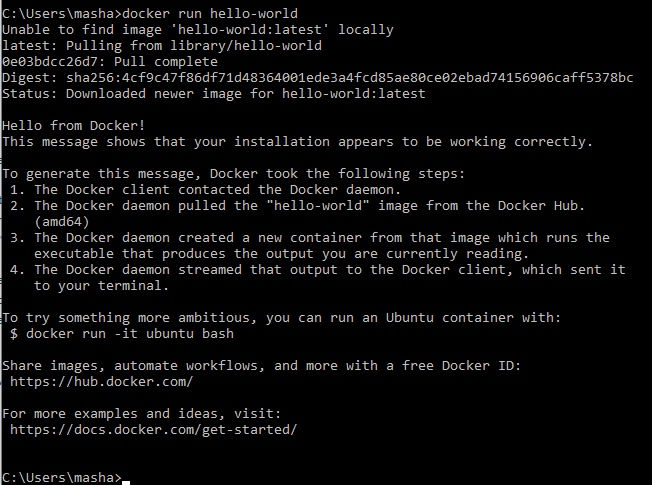 C:\Users\masha>docker run hello-world
Unable to find image 'hello-world:latest' locally
latest: Pulling from library/hello-world
0e03bdcc26d7: Pull complete
Digest: sha256:4cf9c47f86df71d48364001ede3a4fcd85ae80ce02ebad74156906caff5378bc
Status: Downloaded newer image for hello-world:latest

Hello from Docker!
This message shows that your installation appears to be working correctly.

To generate this message, Docker took the following steps:
 1. The Docker client contacted the Docker daemon.
 2. The Docker daemon pulled the "hello-world" image from the Docker Hub.
    (amd64)
 3. The Docker daemon created a new container from that image which runs the
    executable that produces the output you are currently reading.
 4. The Docker daemon streamed that output to the Docker client, which sent it
    to your terminal.

To try something more ambitious, you can run an Ubuntu container with:
 $ docker run -it ubuntu bash

Share images, automate workflows, and more with a free Docker ID:
 https://hub.docker.com/

For more examples and ideas, visit:
 https://docs.docker.com/get-started/

C:\Users\masha>